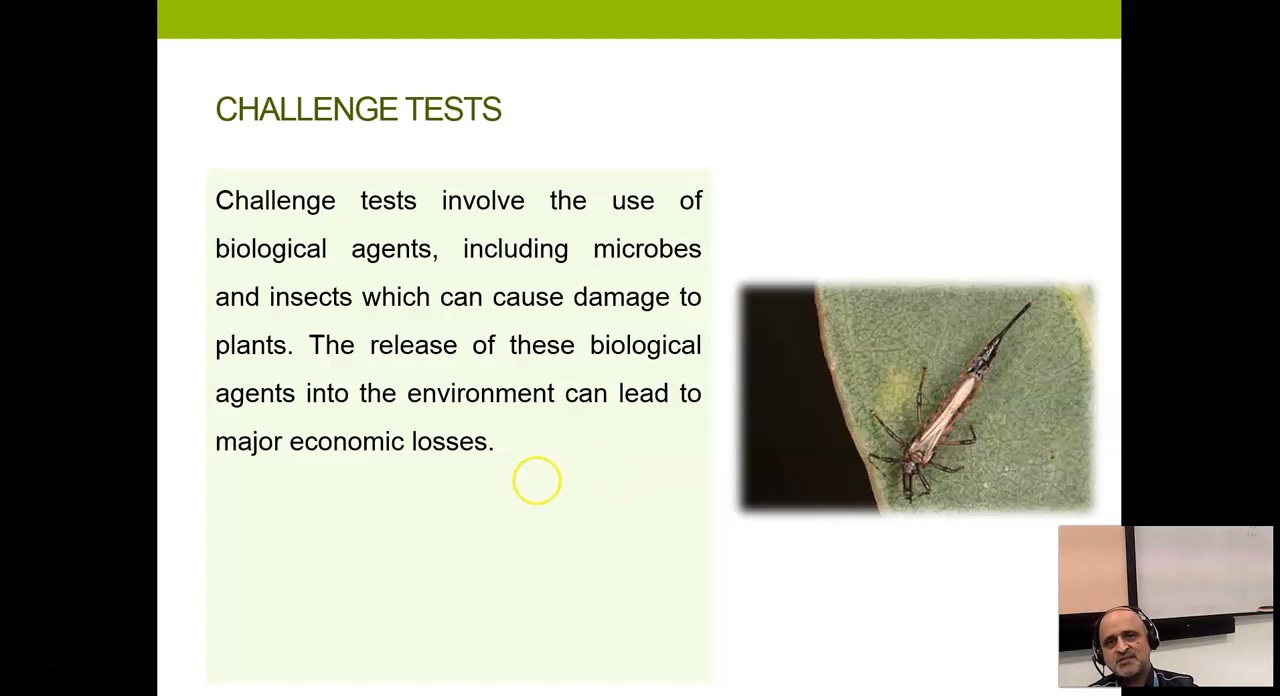 CHALLENGE TESTS
Challenge tests involve the use of
biological agents, including microbes
and insects which can cause damage to
plants. The release of these biological
agents into the environment can lead to
major economic losses.